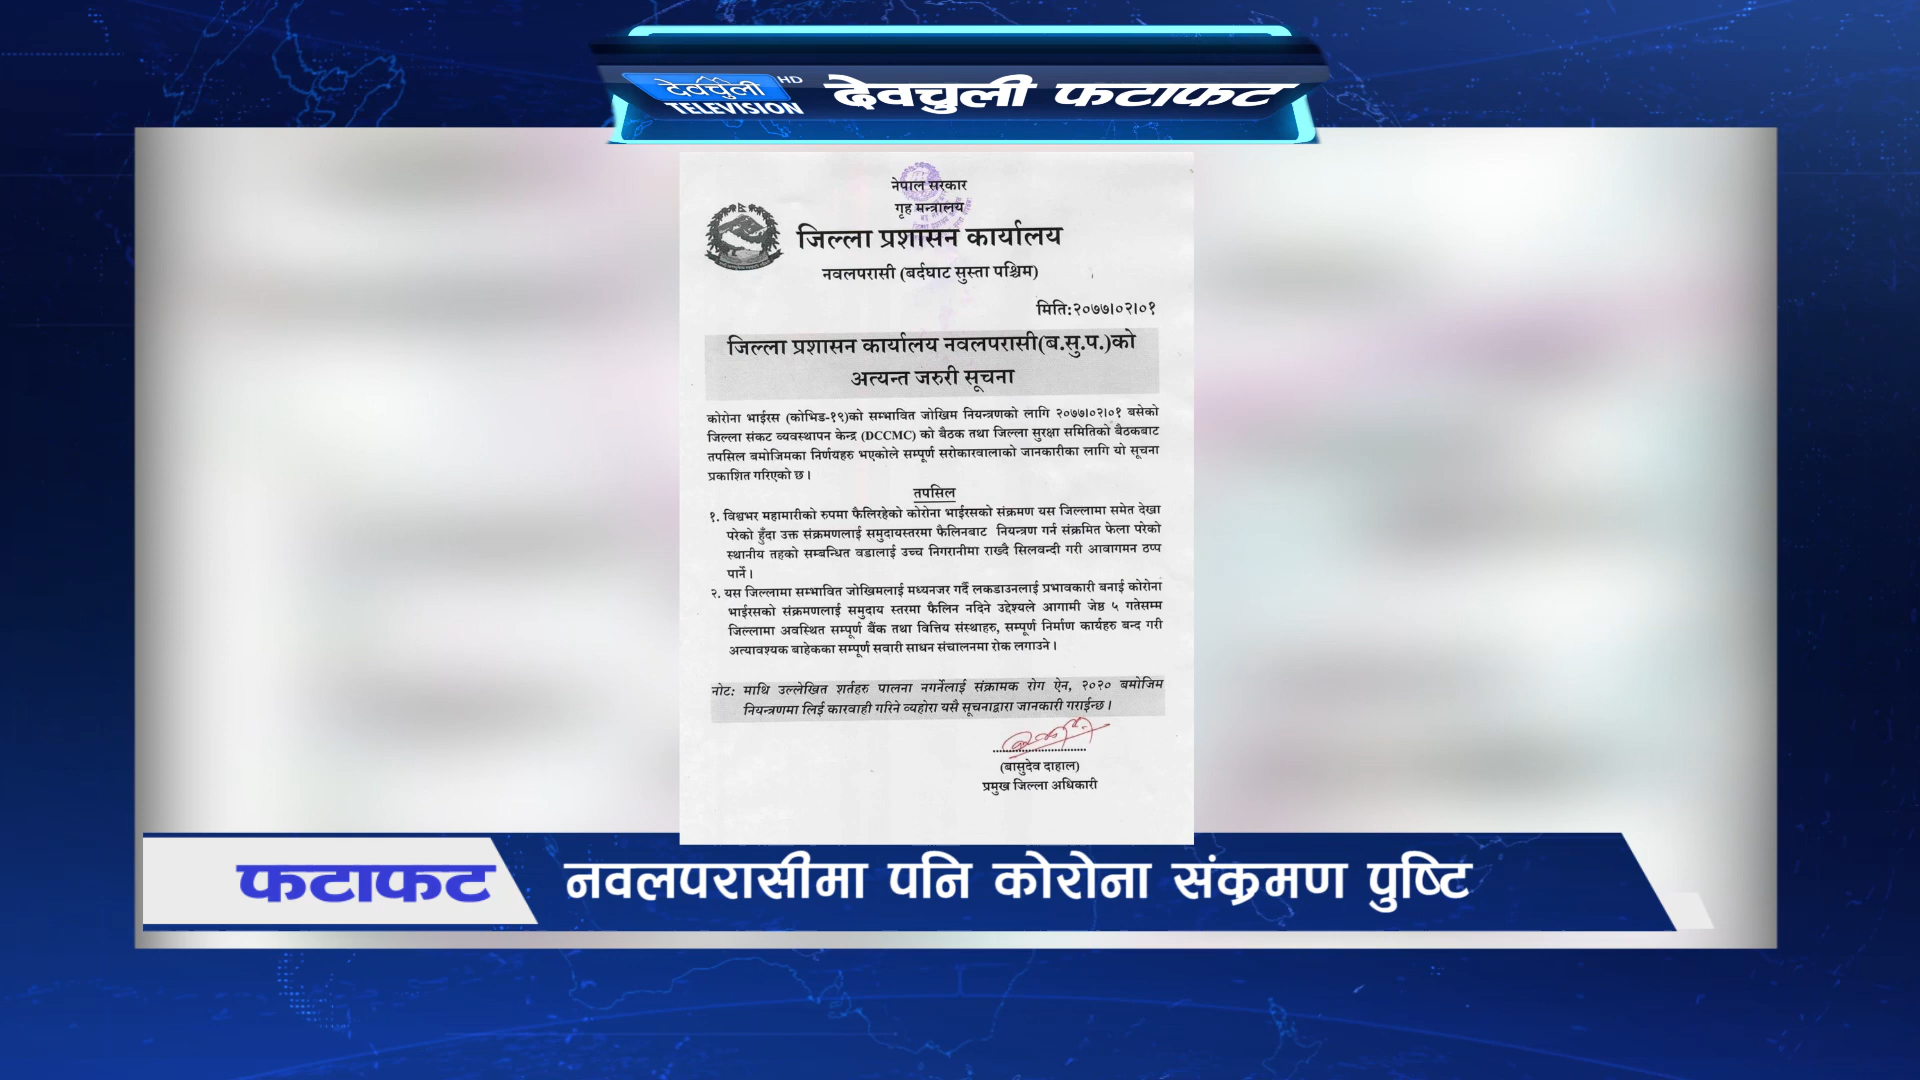 देवचुली HD
TELEVISION
देवचुली फटाफट
नेपाल सरकार
गृह मन्त्रालय
जिल्ला प्रशासन कार्यालय
नवलपरासी (बर्दघाट सुस्ता पश्चिम)
मिति:२०७७।०२।०१
जिल्ला प्रशासन कार्यालय नवलपरासी(ब.सु.प.)को
अत्यन्त जरुरी सूचना
कोरोना भाईरस (कोभिड-१९)को सम्भावित जोखिम नियन्त्रणको लागि २०७७।०२।०१ बसेको
जिल्ला संकट व्यवस्थापन केन्द्र (DCCMC) को बैठक तथा जिल्ला सुरक्षा समितिको बैठकबाट
तपसिल बमोजिमका निर्णयहरु भएकोले सम्पूर्ण सरोकारवालाको जानकारीका लागि यो सूचना
प्रकाशित गरिएको छ।
तपसिल
१. विश्वभर महामारीको रुपमा फैलिरहेको कोरोना भाईरसको संक्रमण यस जिल्लामा समेत देखा
परेको हुँदा उक्त संक्रमणलाई समुदायस्तरमा फैलिनबाट नियन्त्रण गर्न संक्रमित फेला परेको
स्थानीय तहको सम्बन्धित वडालाई उच्च निगरानीमा राख्दै सिलवन्दी गरी आवागमन ठप्प
पार्ने।
२. यस जिल्लामा सम्भावित जोखिमलाई मध्यनजर गर्दै लकडाउनलाई प्रभावकारी बनाई कोरोना
भाईरसको संक्रमणलाई समुदाय स्तरमा फैलिन नदिने उद्देश्यले आगामी जेष्ठ ५ गतेसम्म
जिल्लामा अवस्थित सम्पूर्ण बैंक तथा वित्तिय संस्थाहरु, सम्पूर्ण निर्माण कार्यहरु बन्द गरी
अत्यावश्यक बाहेकका सम्पूर्ण सवारी साधन संचालनमा रोक लगाउने।
नोट: माथि उल्लेखित शर्तहरु पालना नगर्नेलाई संक्रामक रोग ऐन, २०२० बमोजिम
नियन्त्रणमा लिई कारवाही गरिने व्यहोरा यसै सूचनाद्वारा जानकारी गराईन्छ।
(बासुदेव दाहाल)
प्रमुख जिल्ला अधिकारी
फटाफट
नवलपरासीमा पनि कोरोना संक्रमण पुष्टि